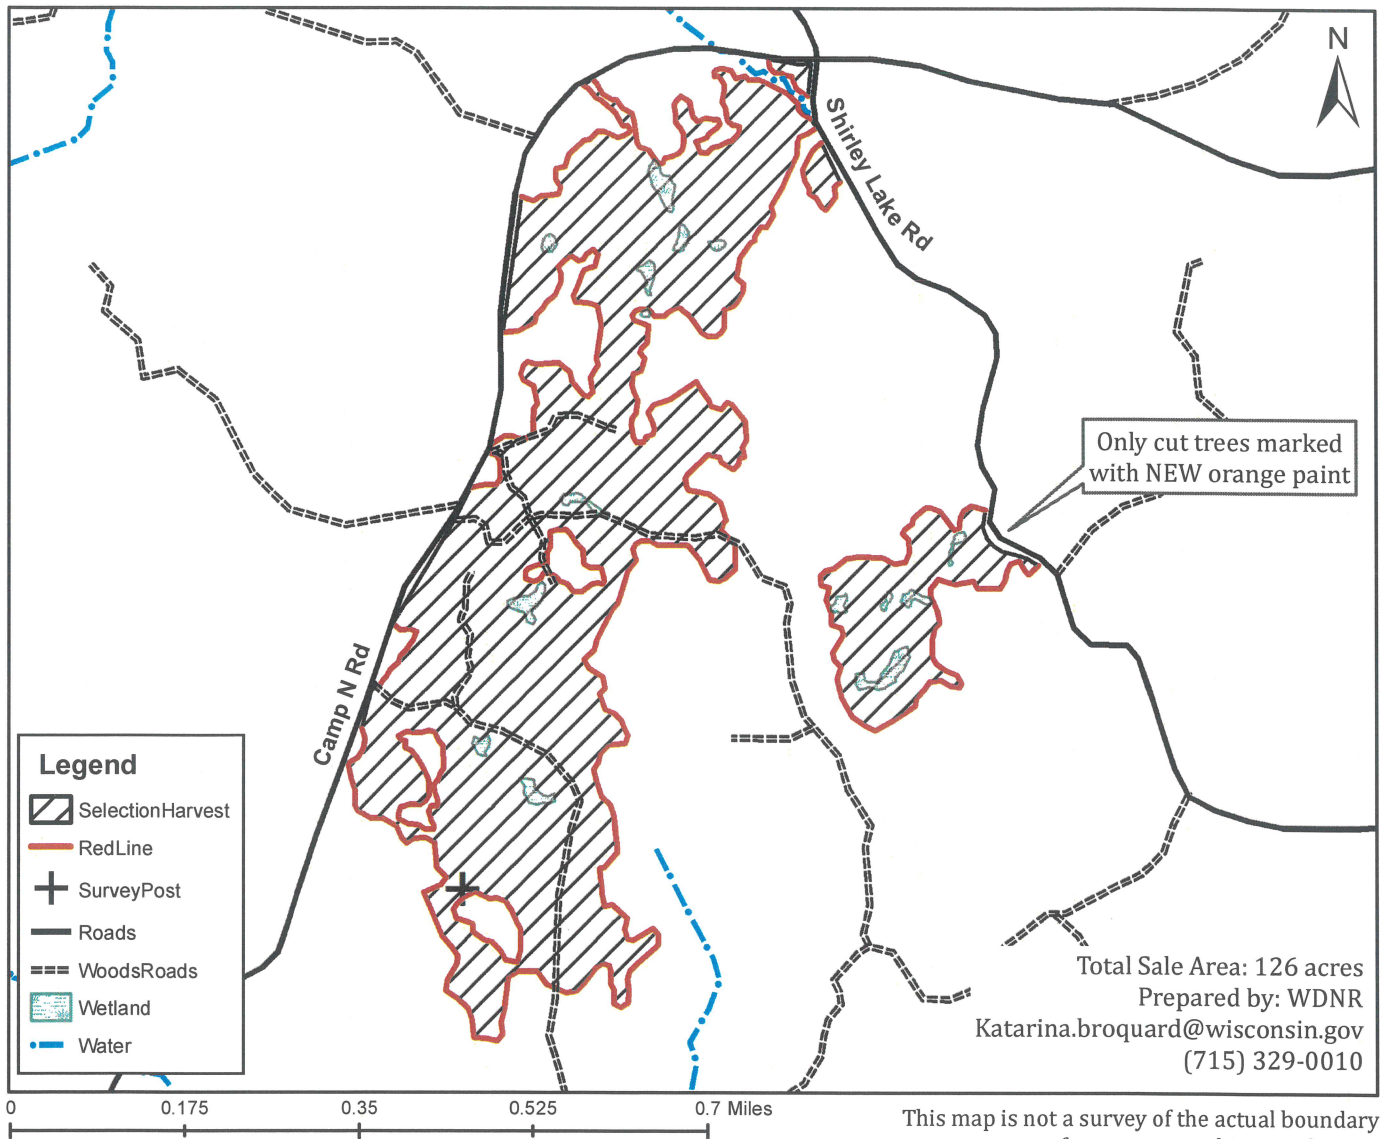 N
Shirley Lake Rd
Only cut trees marked
with NEW orange paint
Camp N Rd
Legend
SelectionHarvest
RedLine
SurveyPost
Roads
WoodsRoads
Wetland
Water
Total Sale Area: 126 acres
Prepared by: WDNR
Katarina.broquard@wisconsin.gov
(715) 329-0010
0 0.175 0.35 0.525 0.7 Miles
This map is not a survey of the actual boundary